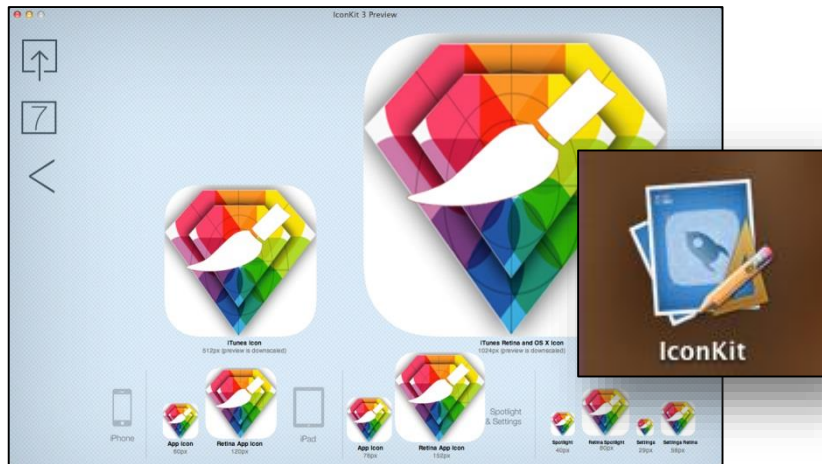 IconKit 3 Preview
7
iTunes Icon
512px (preview is downscaled)
iTunes Retina and OS X Icon
1024px (preview is downscaled)
iPhone
App Icon
60px
Retina App Icon
120px
iPad
App Icon
76px
Retina App Icon
152px
Spotlight
& Settings
Spotlight
40px
Retina Spotlight
80px
Settings
29px
Settings Retina
58px
IconKit